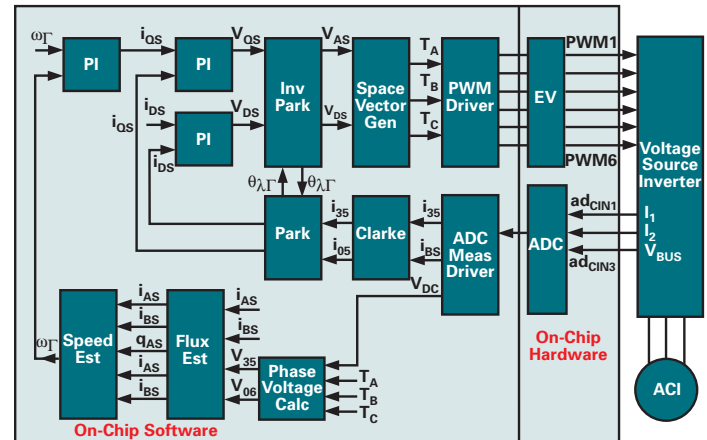 ωΓ
PI
iQS
PI
VQS
Inv
Park
VAS
Space
Vector
Gen
TA
TB
TC
PWM
Driver
EV
PWM1
PWM6
Voltage
Source
Inverter
iQS
iDS
iDS
PI
VDS
VDS
θλΓ
θλΓ
Park
i35
i05
Clarke
i35
iBS
ADC
Meas
Driver
VDC
ADC
adCIN1
adCIN3
I1
I2
VBUS
On-Chip
Hardware
ACI
ωΓ
Speed
Est
iAS
iBS
qAS
iAS
iBS
Flux
Est
iAS
iBS
V35
V06
Phase
Voltage
Calc
TA
TB
TC
On-Chip Software